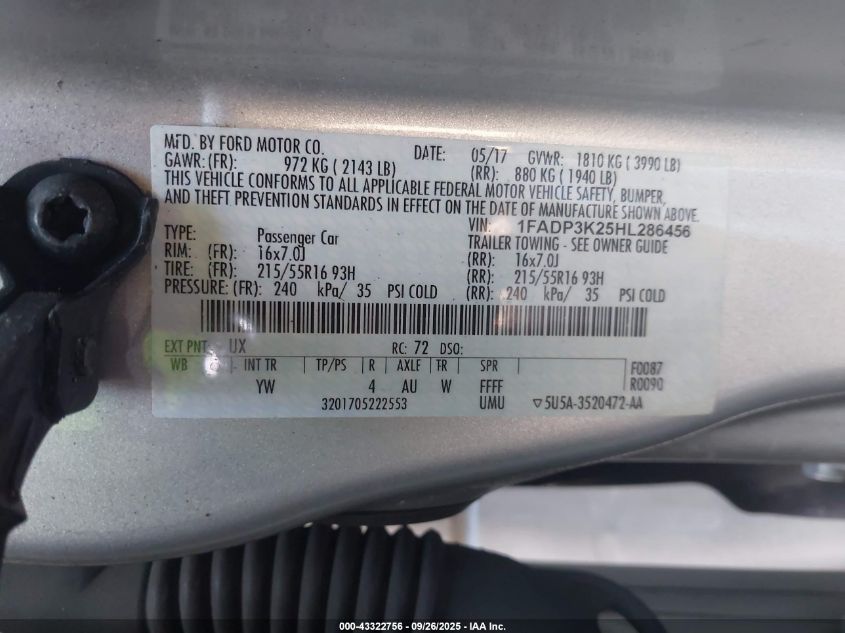 MFD. BY FORD MOTOR CO. DATE: 05/17 GVWR: 1810 KG ( 3990 LB)
GAWR: (FR): 972 KG ( 2143 LB) (RR): 880 KG ( 1940 LB)
THIS VEHICLE CONFORMS TO ALL APPLICABLE FEDERAL MOTOR VEHICLE SAFETY, BUMPER,
AND THEFT PREVENTION STANDARDS IN EFFECT ON THE DATE OF MANUFACTURE SHOWN ABOVE.
VIN: 1FADP3K25HL286456
TYPE: Passenger Car TRAILER TOWING - SEE OWNER GUIDE
RIM: (FR): 16x7.0J (RR): 16x7.0J
TIRE: (FR): 215/55R16 93H (RR): 215/55R16 93H
PRESSURE: (FR): 240 kPa/ 35 PSI COLD (RR): 240 kPa/ 35 PSI COLD
EXT PNT: UX RC: 72 DSO:
WB INT TR TP/PS R AXLE TR SPR F0087
YW 4 AU W FFFF R0090
3201705222553 UMU ▽5U5A-3520472-AA
000-43322756 | 09/26/2025 | IAA Inc.